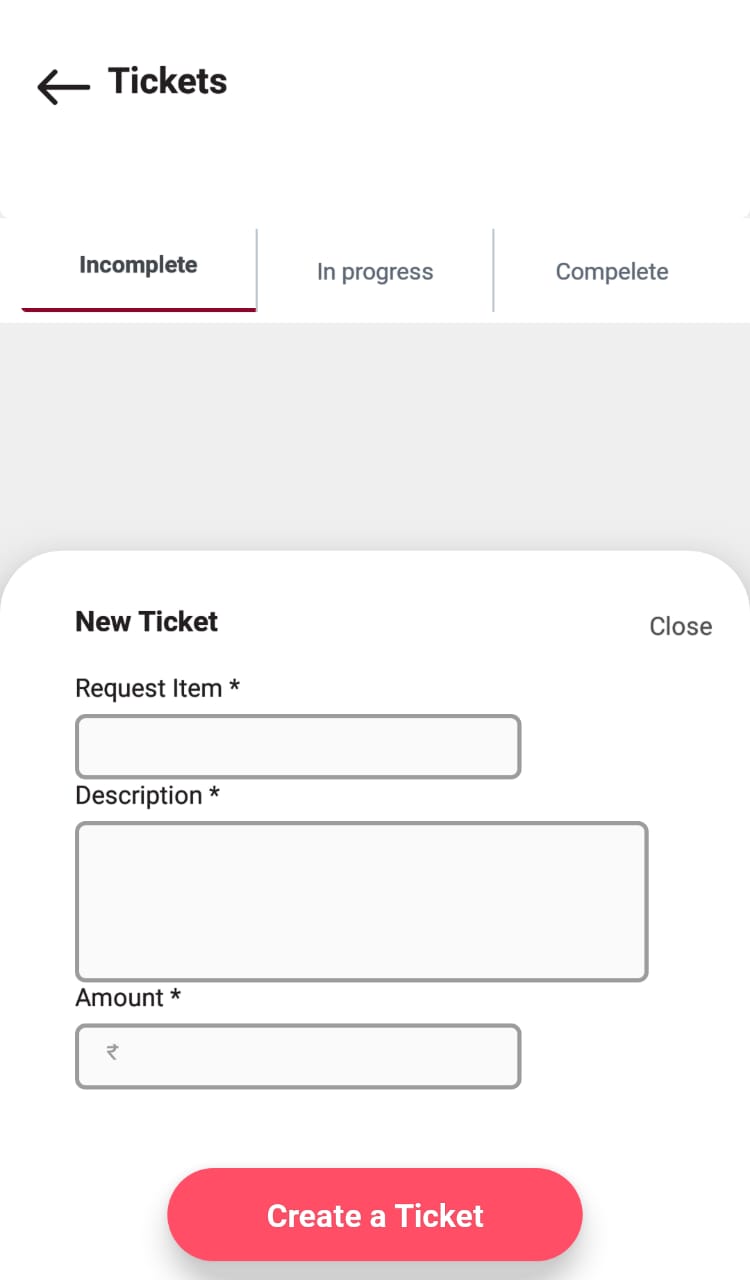 Tickets
Incomplete
In progress
Compelete
New Ticket
Close
Request Item *
Description *
Amount *
₹
Create a Ticket